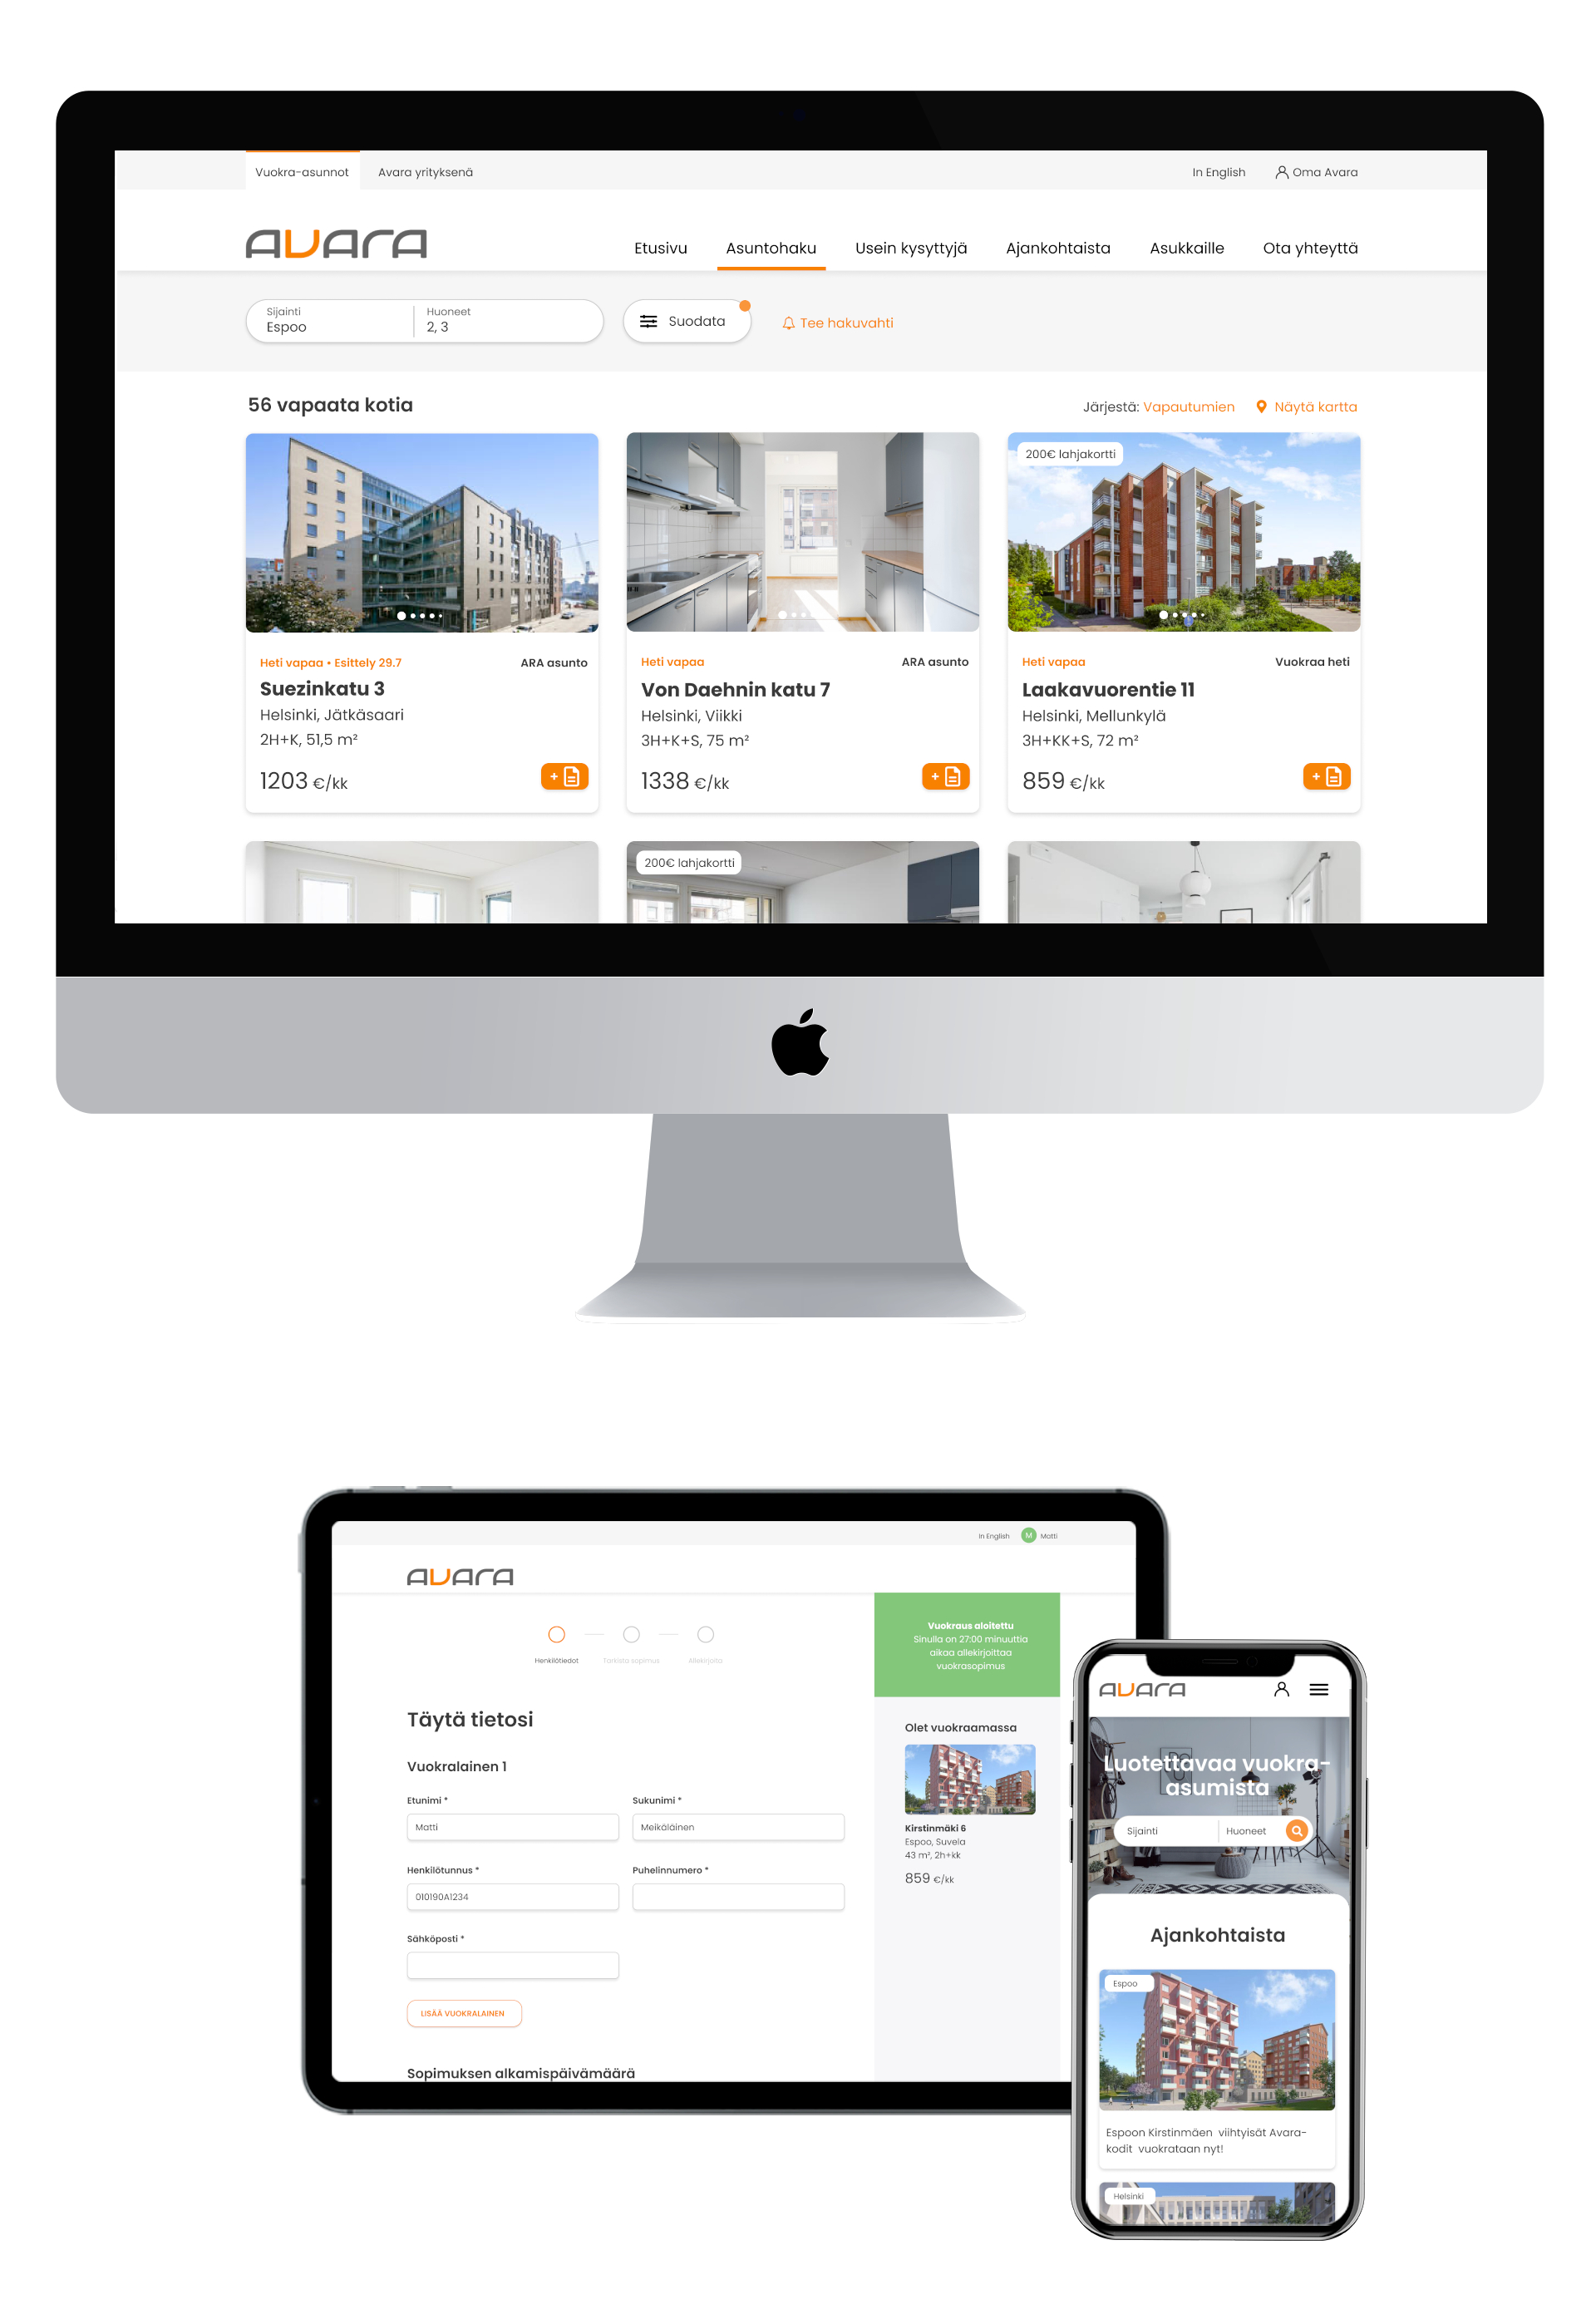 Vuokra-asunnot
Avara yrityksenä
In English
Oma Avara
avara
Etusivu
Asuntohaku
Usein kysyttyjä
Ajankohtaista
Asukkaille
Ota yhteyttä
Sijainti
Espoo
Huoneet
2, 3
Suodata
Tee hakuvahti
56 vapaata kotia
Järjestä: Vapautumien
Näytä kartta
Heti vapaa • Esittely 29.7
ARA asunto
Suezinkatu 3
Helsinki, Jätkäsaari
2H+K, 51,5 m²
1203 €/kk
+
Heti vapaa
ARA asunto
Von Daehnin katu 7
Helsinki, Viikki
3H+K+S, 75 m²
1338 €/kk
+
200€ lahjakortti
Heti vapaa
Vuokraa heti
Laakavuorentie 11
Helsinki, Mellunkylä
3H+KK+S, 72 m²
859 €/kk
+
200€ lahjakortti
In English
M
Matti
avara
Henkilötiedot
Tarkista sopimus
Allekirjoita
Täytä tietosi
Vuokralainen 1
Etunimi *
Matti
Sukunimi *
Meikäläinen
Henkilötunnus *
010190A1234
Puhelinnumero *
Sähköposti *
LISÄÄ VUOKRALAINEN
Sopimuksen alkamispäivämäärä
Vuokraus aloitettu
Sinulla on 27:00 minuuttia
aikaa allekirjoittaa
vuokrasopimus
Olet vuokraamassa
Kirstinmäki 6
Espoo, Suvela
43 m², 2h+kk
859 €/kk
avara
Luotettavaa vuokra-
asumista
Sijainti
Huoneet
Ajankohtaista
Espoo
Espoon Kirstinmäen viihtyisät Avara-
kodit vuokrataan nyt!
Helsinki